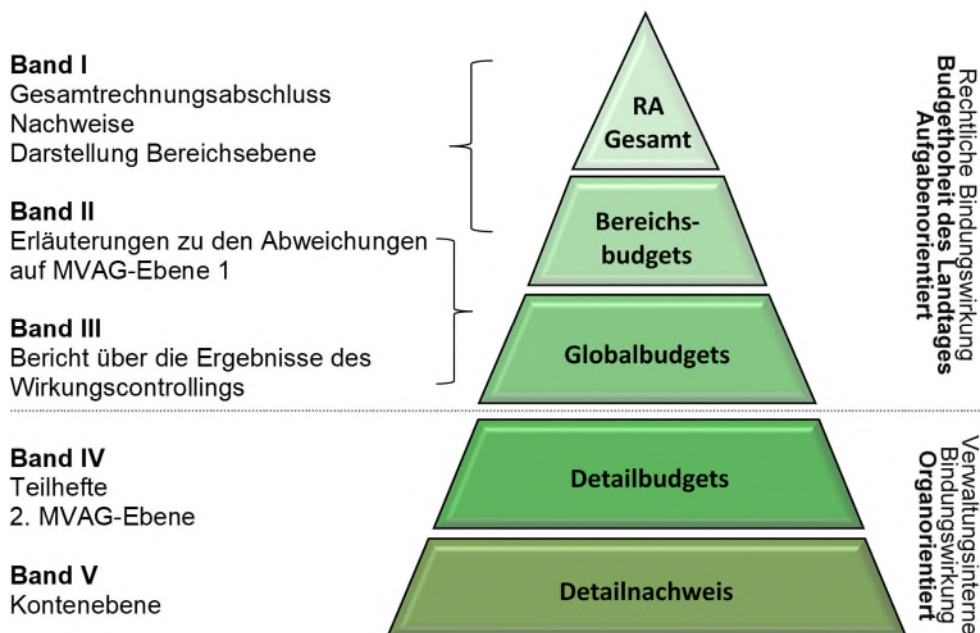 Band I
Gesamtrechnungsabschluss
Nachweise
Darstellung Bereichsebene
Band II
Erläuterungen zu den Abweichungen
auf MVAG-Ebene 1
Band III
Bericht über die Ergebnisse des
Wirkungscontrollings
Band IV
Teilhefte
2. MVAG-Ebene
Band V
Kontenebene
RA
Gesamt
Bereichs-
budgets
Globalbudgets
Detailbudgets
Detailnachweis
Rechtliche Bindungswirkung
Budgethoheit des Landtages
Aufgabenorientiert
Verwaltungsinterne
Bindungswirkung
Organorientiert